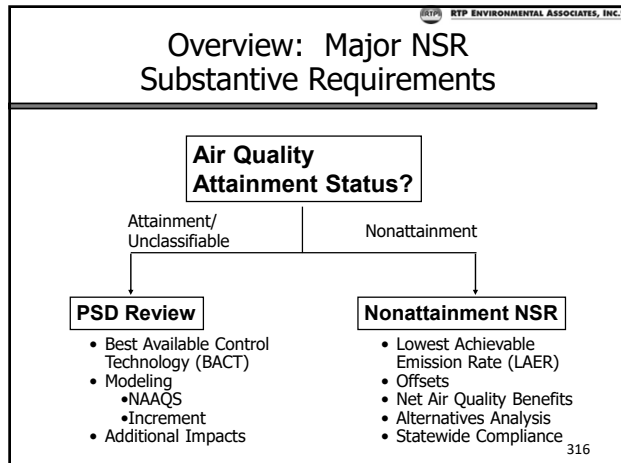 RTP RTP ENVIRONMENTAL ASSOCIATES, INC.
Overview: Major NSR
Substantive Requirements
Air Quality
Attainment Status?
Attainment/
Unclassifiable
Nonattainment
PSD Review
• Best Available Control
Technology (BACT)
• Modeling
•NAAQS
•Increment
• Additional Impacts
Nonattainment NSR
• Lowest Achievable
Emission Rate (LAER)
• Offsets
• Net Air Quality Benefits
• Alternatives Analysis
• Statewide Compliance
316